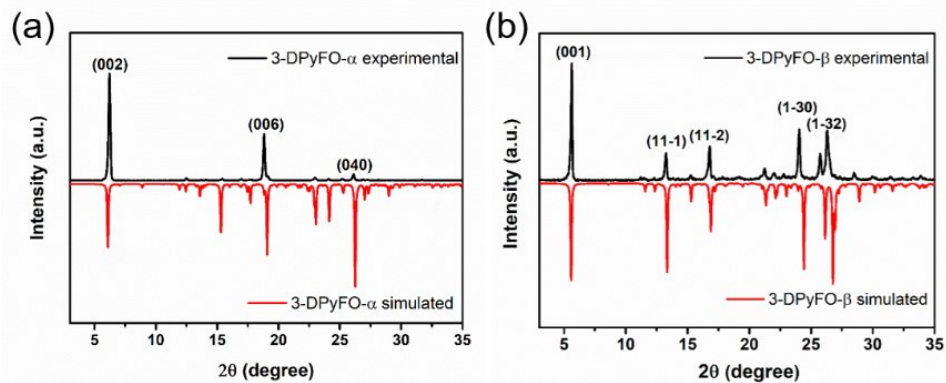 (a)
3-DPyFO-α experimental
(002)
(006)
(040)
Intensity (a.u.)
3-DPyFO-α simulated
5 10 15 20 25 30 35
2θ (degree)
(b)
3-DPyFO-β experimental
(001)
(11-1)
(11-2)
(1-30)
(1-32)
Intensity (a.u.)
3-DPyFO-β simulated
5 10 15 20 25 30 35
2θ (degree)